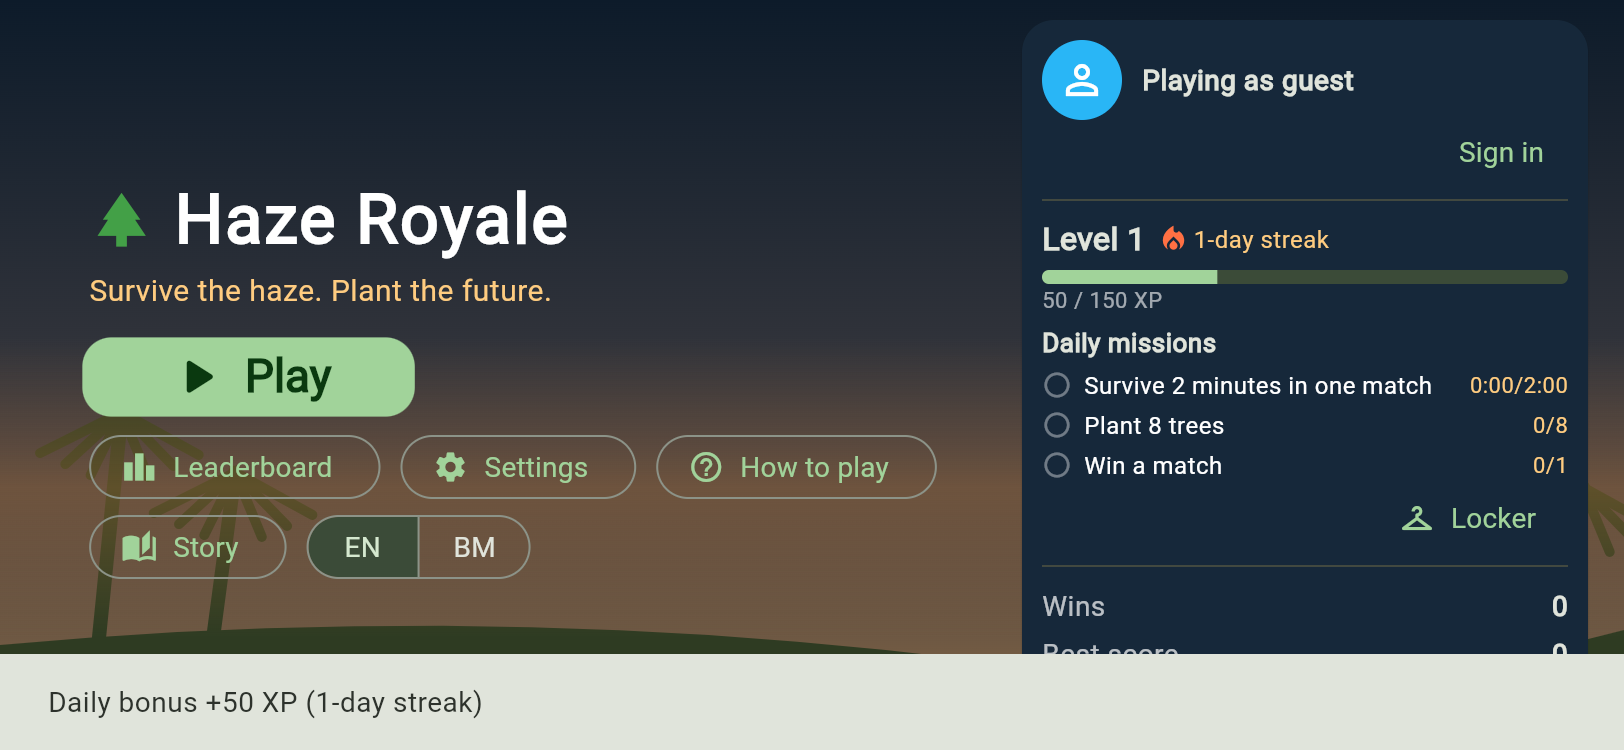 Haze Royale
Survive the haze. Plant the future.
Play
Leaderboard
Settings
How to play
Story
EN
BM
Playing as guest
Sign in
Level 1 1-day streak
50 / 150 XP
Daily missions
Survive 2 minutes in one match 0:00/2:00
Plant 8 trees 0/8
Win a match 0/1
Locker
Wins 0
Best score 0
Daily bonus +50 XP (1-day streak)